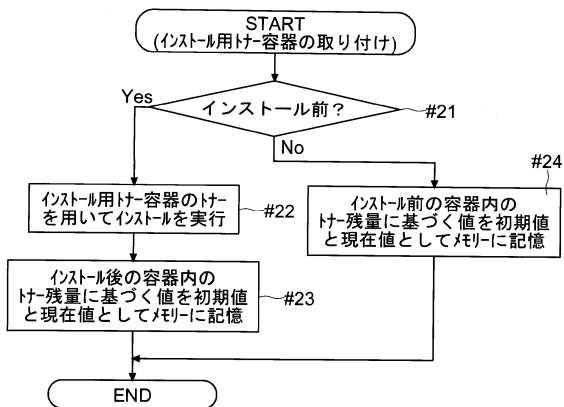 START
(ｲﾝｽﾄｰﾙ用ﾄﾅｰ容器の取り付け)
インストール前？
#21
Yes
No
#24
ｲﾝｽﾄｰﾙ用ﾄﾅｰ容器のﾄﾅｰ
を用いてｲﾝｽﾄｰﾙを実行
#22
ｲﾝｽﾄｰﾙ前の容器内の
ﾄﾅｰ残量に基づく値を初期値
と現在値としてﾒﾓﾘｰに記憶
ｲﾝｽﾄｰﾙ後の容器内の
ﾄﾅｰ残量に基づく値を初期値
と現在値としてﾒﾓﾘｰに記憶
#23
END